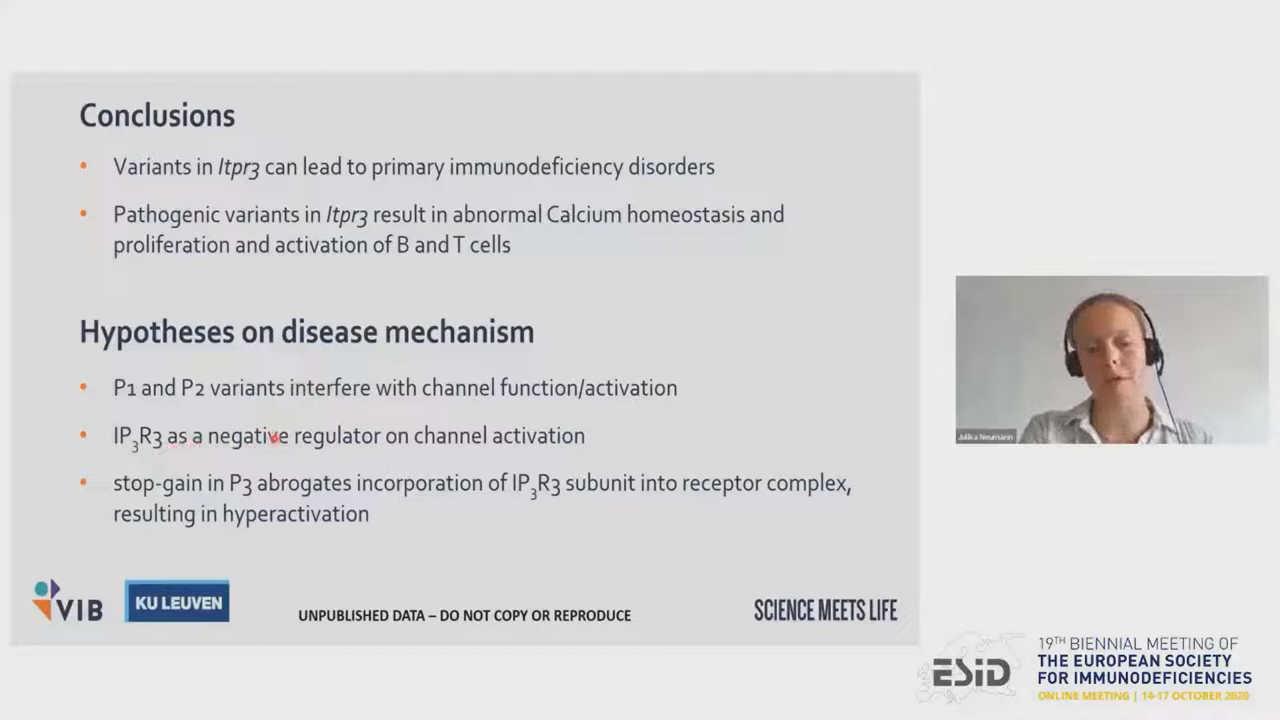 Conclusions
• Variants in Itpr3 can lead to primary immunodeficiency disorders
• Pathogenic variants in Itpr3 result in abnormal Calcium homeostasis and
proliferation and activation of B and T cells
Hypotheses on disease mechanism
• P1 and P2 variants interfere with channel function/activation
• IP3R3 as a negative regulator on channel activation
• stop-gain in P3 abrogates incorporation of IP3R3 subunit into receptor complex,
resulting in hyperactivation
VIB
KU LEUVEN
UNPUBLISHED DATA – DO NOT COPY OR REPRODUCE
SCIENCE MEETS LIFE
Julika Neumann
ESID
19TH BIENNIAL MEETING OF
THE EUROPEAN SOCIETY
FOR IMMUNODEFICIENCIES
ONLINE MEETING | 14-17 OCTOBER 2020